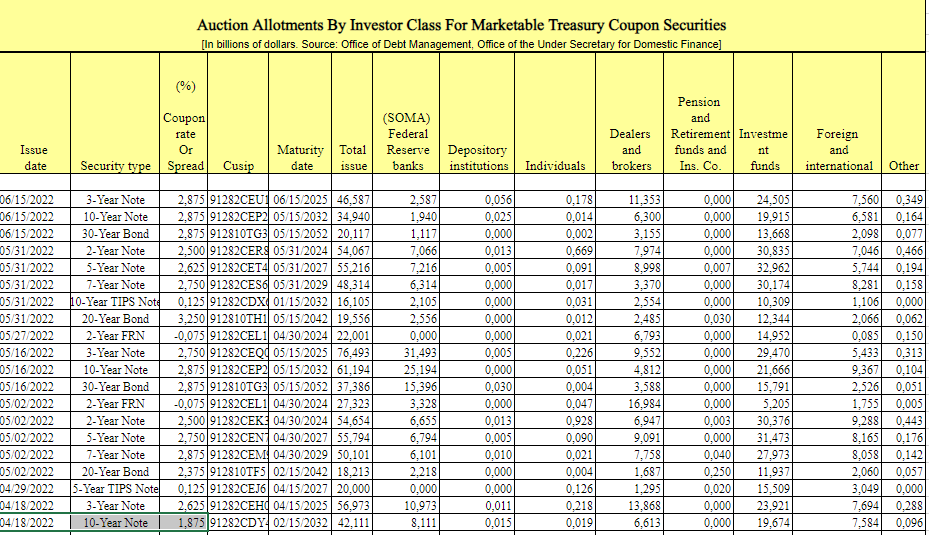 Auction Allotments By Investor Class For Marketable Treasury Coupon Securities
[In billions of dollars. Source: Office of Debt Management, Office of the Under Secretary for Domestic Finance]
Issue date Security type (%) Coupon rate Or Spread Cusip Maturity date Total issue (SOMA) Federal Reserve banks Depository institutions Individuals Dealers and brokers Pension and Retirement funds and Ins. Co. Investme nt funds Foreign and international Other
06/15/2022 3-Year Note 2,875 91282CEU1 06/15/2025 46,587 2,587 0,056 0,178 11,353 0,000 24,505 7,560 0,349
06/15/2022 10-Year Note 2,875 91282CEP2 05/15/2032 34,940 1,940 0,025 0,014 6,300 0,000 19,915 6,581 0,164
06/15/2022 30-Year Bond 2,875 912810TG3 05/15/2052 20,117 1,117 0,000 0,002 3,155 0,000 13,668 2,098 0,077
05/31/2022 2-Year Note 2,500 91282CER8 05/31/2024 54,067 7,066 0,013 0,669 7,974 0,000 30,835 7,046 0,466
05/31/2022 5-Year Note 2,625 91282CET4 05/31/2027 55,216 7,216 0,005 0,091 8,998 0,007 32,962 5,744 0,194
05/31/2022 7-Year Note 2,750 91282CES6 05/31/2029 48,314 6,314 0,000 0,017 3,370 0,000 30,174 8,281 0,158
05/31/2022 10-Year TIPS Note 0,125 91282CDX 01/15/2032 16,105 2,105 0,000 0,031 2,554 0,000 10,309 1,106 0,000
05/31/2022 20-Year Bond 3,250 912810TH1 05/15/2042 19,556 2,556 0,000 0,012 2,485 0,030 12,344 2,066 0,062
05/27/2022 2-Year FRN -0,075 91282CEL1 04/30/2024 22,001 0,000 0,000 0,021 6,793 0,000 14,952 0,085 0,150
05/16/2022 3-Year Note 2,750 91282CEQ0 05/15/2025 76,493 31,493 0,005 0,226 9,552 0,000 29,470 5,433 0,313
05/16/2022 10-Year Note 2,875 91282CEP2 05/15/2032 61,194 25,194 0,000 0,051 4,812 0,000 21,666 9,367 0,104
05/16/2022 30-Year Bond 2,875 912810TG3 05/15/2052 37,386 15,396 0,030 0,004 3,588 0,000 15,791 2,526 0,051
05/02/2022 2-Year FRN -0,075 91282CEL1 04/30/2024 27,323 3,328 0,000 0,047 16,984 0,000 5,205 1,755 0,005
05/02/2022 2-Year Note 2,500 91282CEK3 04/30/2024 54,654 6,655 0,013 0,928 6,947 0,003 30,376 9,288 0,443
05/02/2022 5-Year Note 2,750 91282CEN7 04/30/2027 55,794 6,794 0,005 0,090 9,091 0,000 31,473 8,165 0,176
05/02/2022 7-Year Note 2,875 91282CEM 04/30/2029 50,101 6,101 0,010 0,021 7,758 0,040 27,973 8,058 0,142
05/02/2022 20-Year Bond 2,375 912810TF5 02/15/2042 18,213 2,218 0,000 0,004 1,687 0,250 11,937 2,060 0,057
04/29/2022 5-Year TIPS Note 0,125 91282CEJ6 04/15/2027 20,000 0,000 0,000 0,126 1,295 0,020 15,509 3,049 0,000
04/18/2022 3-Year Note 2,625 91282CEH0 04/15/2025 56,973 10,973 0,011 0,218 13,868 0,000 23,921 7,694 0,288
04/18/2022 10-Year Note 1,875 91282CDY 02/15/2032 42,111 8,111 0,015 0,019 6,613 0,000 19,674 7,584 0,096